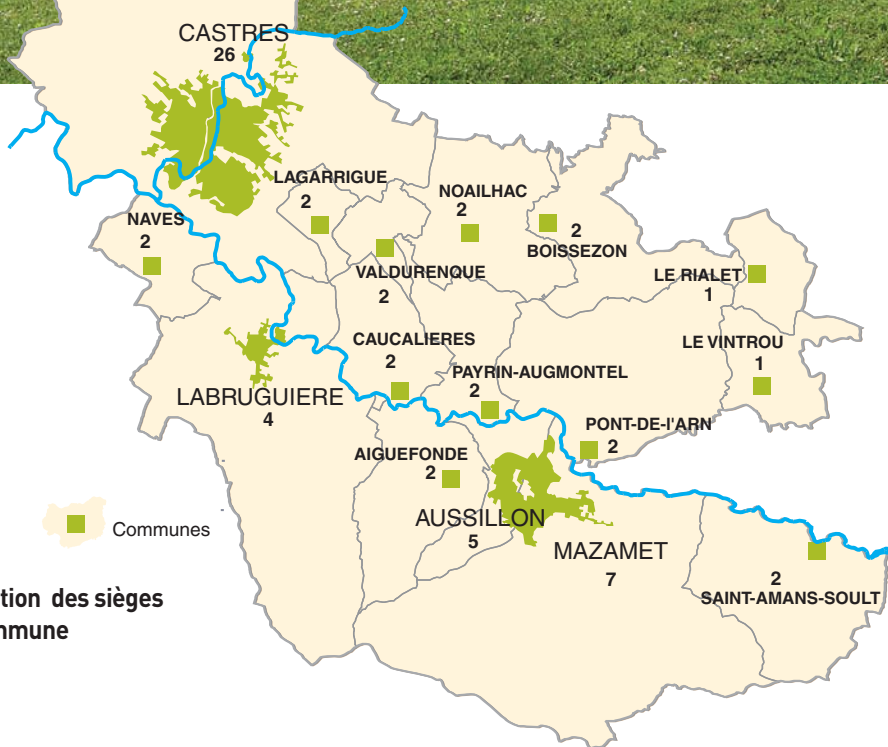 CASTRES
26
LAGARRIGUE
2
NOAILHAC
2
2
BOISSEZON
NAVES
2
VALDURENQUE
2
LE RIALET
1
CAUCALIERES
2
LE VINTROU
1
PAYRIN-AUGMONTEL
2
LABRUGUIERE
4
PONT-DE-l'ARN
2
AIGUEFONDE
2
AUSSILLON
5
MAZAMET
7
Communes
2
SAINT-AMANS-SOULT
des sièges